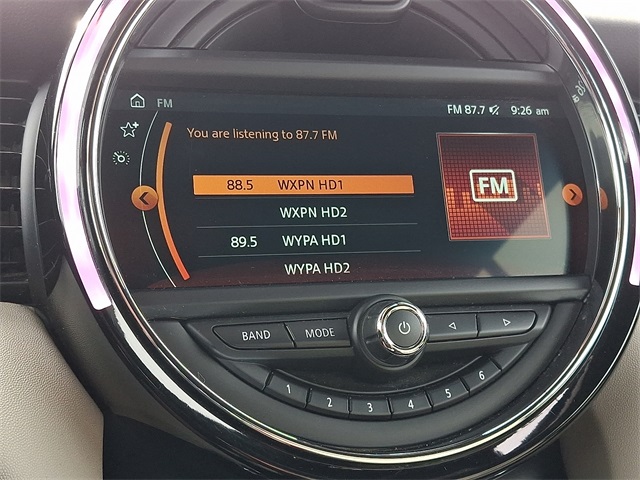 FM
FM 87.7 9:26 am
You are listening to 87.7 FM
88.5 WXPN HD1
WXPN HD2
89.5 WYPA HD1
WYPA HD2
FM
BAND MODE
1 2 3 4 5 6